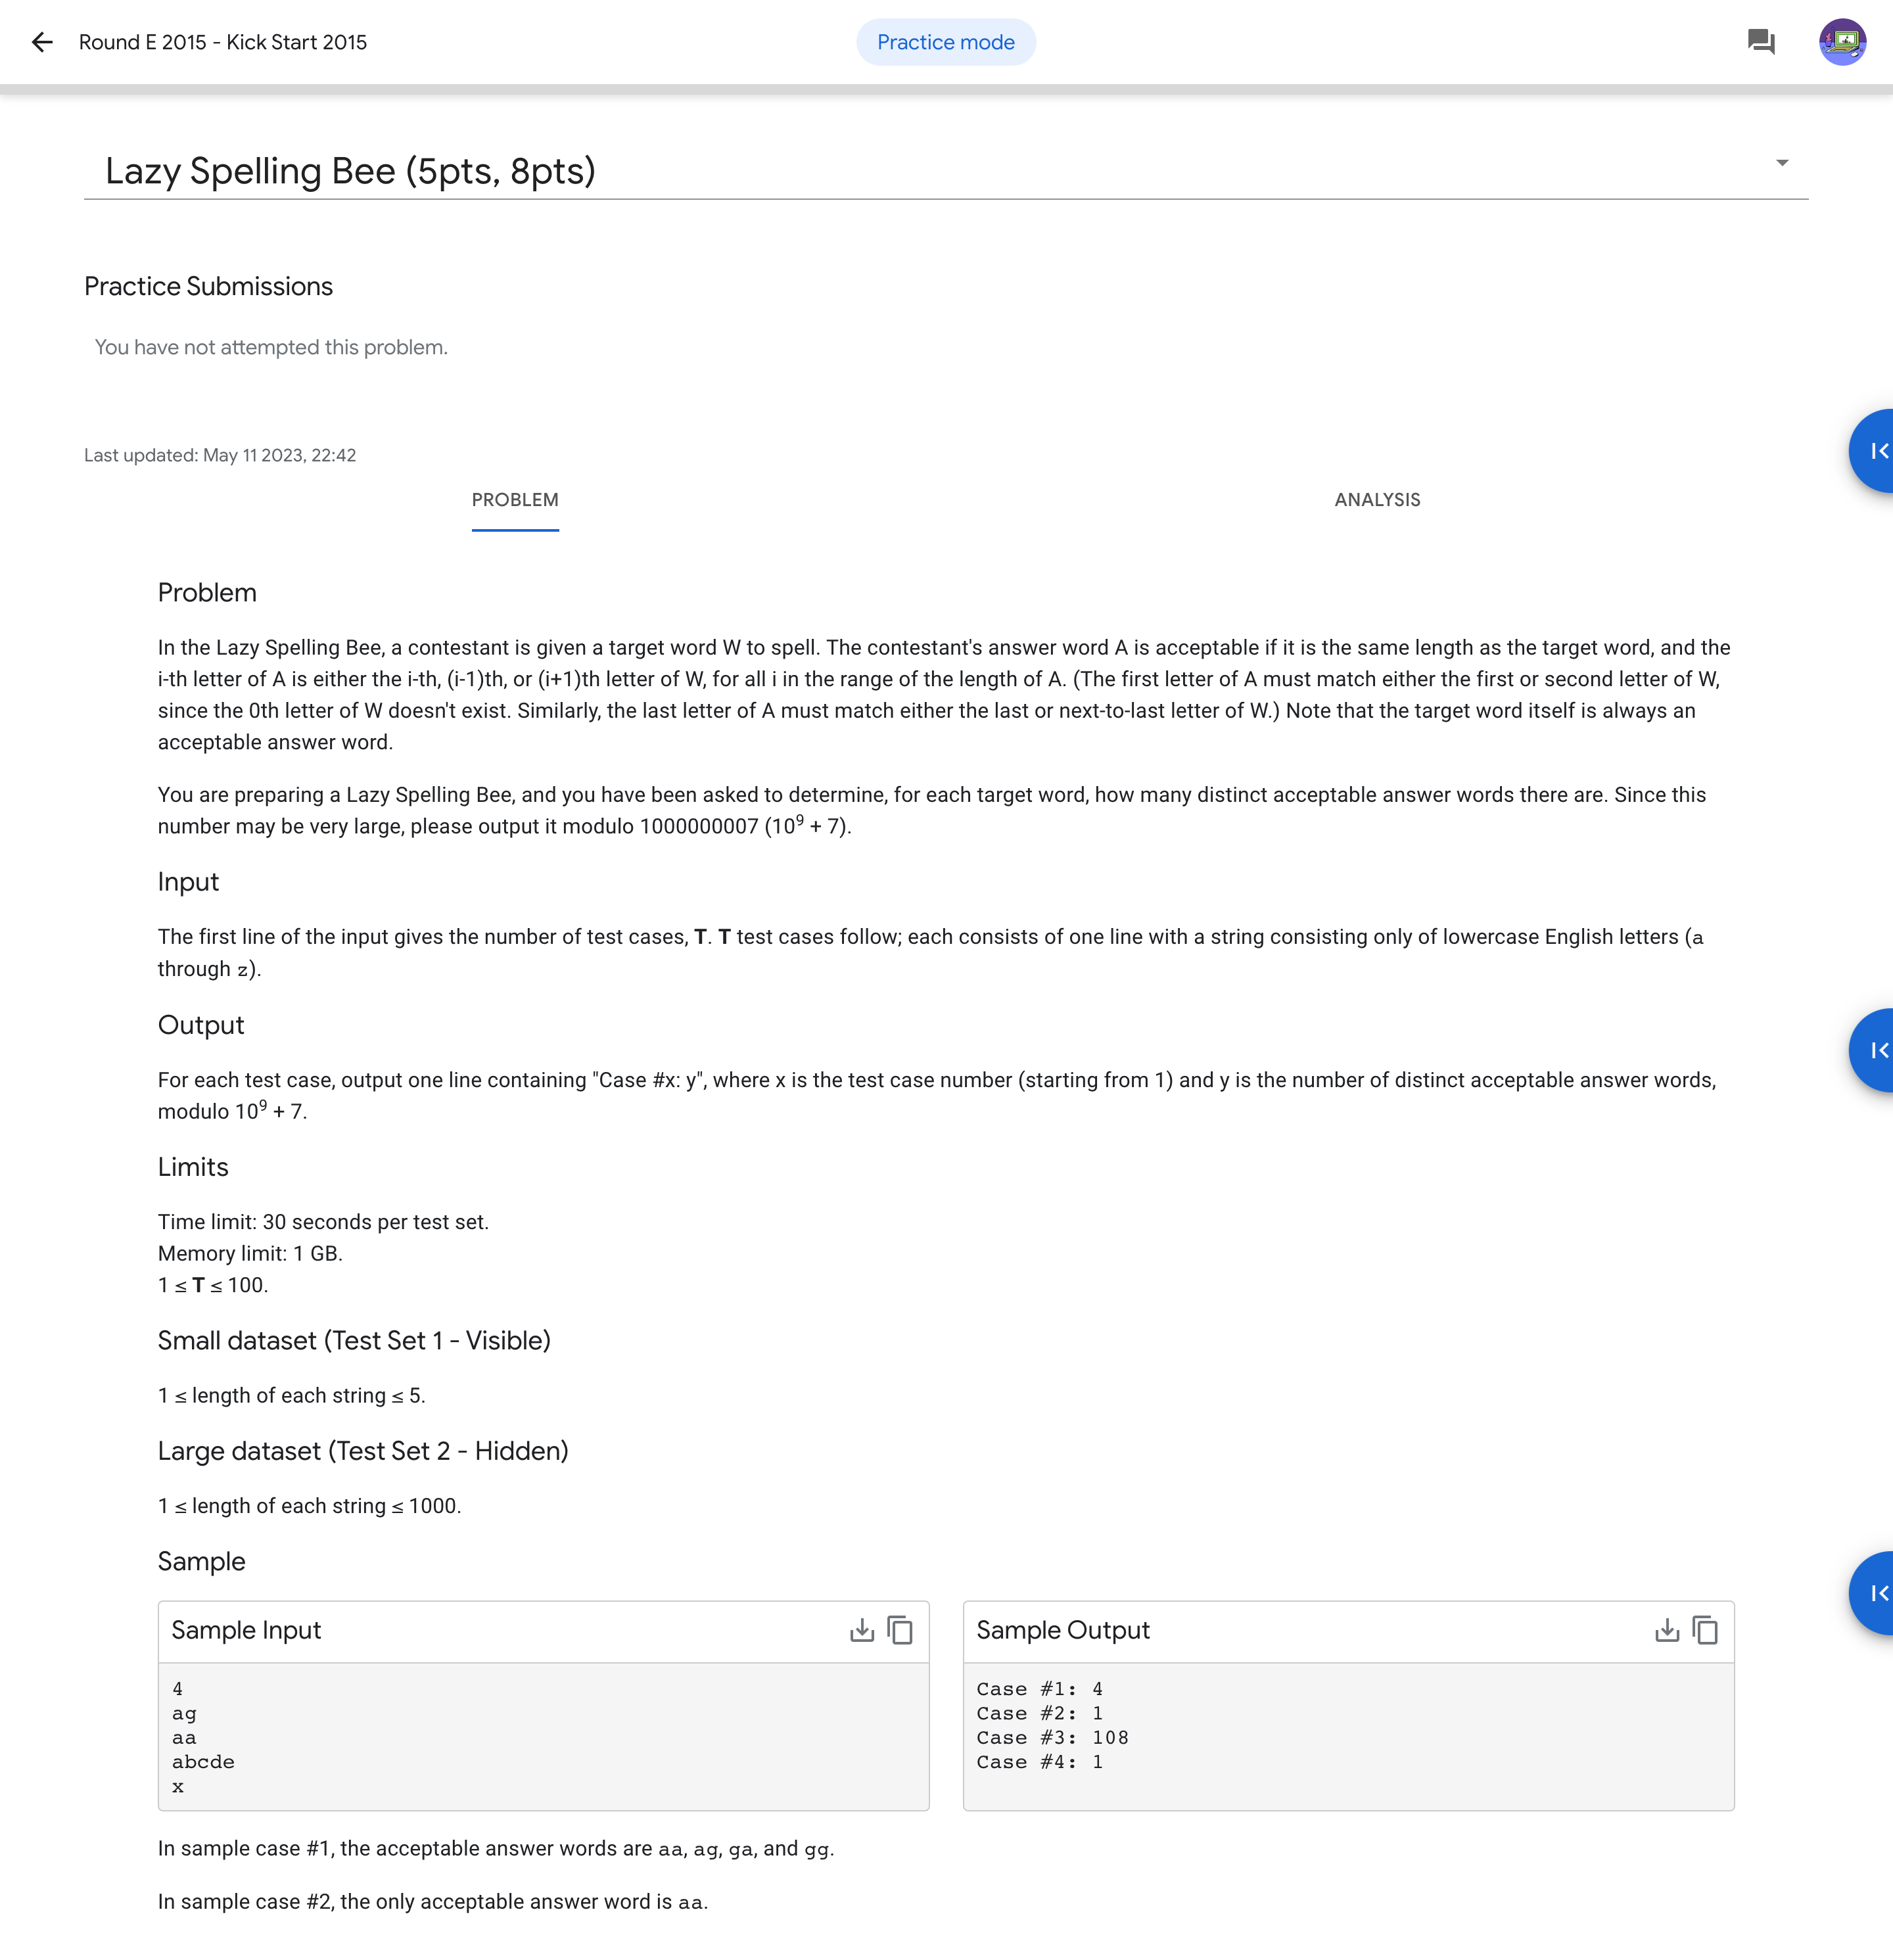 Round E 2015 - Kick Start 2015
Practice mode
Lazy Spelling Bee (5pts, 8pts)
Practice Submissions
You have not attempted this problem.
Last updated: May 11 2023, 22:42
PROBLEM
ANALYSIS
Problem
In the Lazy Spelling Bee, a contestant is given a target word W to spell. The contestant's answer word A is acceptable if it is the same length as the target word, and the
i-th letter of A is either the i-th, (i-1)th, or (i+1)th letter of W, for all i in the range of the length of A. (The first letter of A must match either the first or second letter of W,
since the 0th letter of W doesn't exist. Similarly, the last letter of A must match either the last or next-to-last letter of W.) Note that the target word itself is always an
acceptable answer word.
You are preparing a Lazy Spelling Bee, and you have been asked to determine, for each target word, how many distinct acceptable answer words there are. Since this
number may be very large, please output it modulo 1000000007 (10⁹ + 7).
Input
The first line of the input gives the number of test cases, T. T test cases follow; each consists of one line with a string consisting only of lowercase English letters (a
through z).
Output
For each test case, output one line containing "Case #x: y", where x is the test case number (starting from 1) and y is the number of distinct acceptable answer words,
modulo 10⁹ + 7.
Limits
Time limit: 30 seconds per test set.
Memory limit: 1 GB.
1 ≤ T ≤ 100.
Small dataset (Test Set 1 - Visible)
1 ≤ length of each string ≤ 5.
Large dataset (Test Set 2 - Hidden)
1 ≤ length of each string ≤ 1000.
Sample
Sample Input
4
ag
aa
abcde
x
Sample Output
Case #1: 4
Case #2: 1
Case #3: 108
Case #4: 1
In sample case #1, the acceptable answer words are aa, ag, ga, and gg.
In sample case #2, the only acceptable answer word is aa.